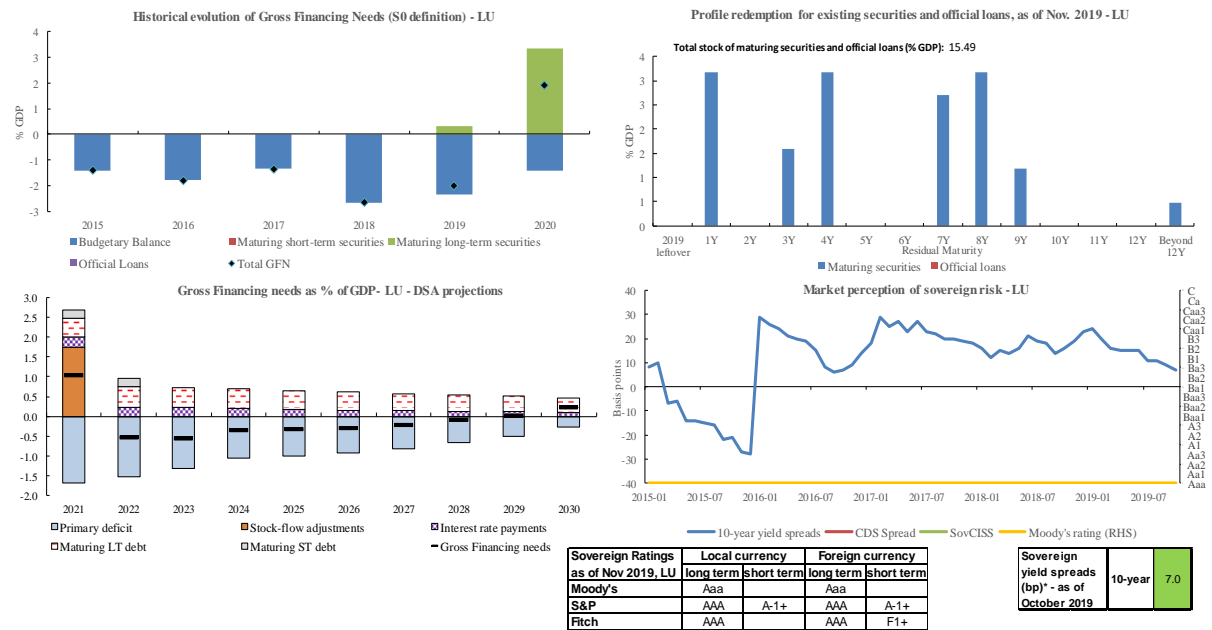 Historical evolution of Gross Financing Needs (S0 definition) - LU
4
3
2
1
0
-1
-2
-3
% GDP
2015 2016 2017 2018 2019 2020
Budgetary Balance Maturing short-term securities Maturing long-term securities
Official Loans Total GFN
Profile redemption for existing securities and official loans, as of Nov. 2019 - LU
Total stock of maturing securities and official loans (% GDP): 15.49
4
3
3
2
2
1
1
0
% GDP
2019 leftover 1Y 2Y 3Y 4Y 5Y 6Y 7Y 8Y 9Y 10Y 11Y 12Y Beyond 12Y
Residual Maturity
Maturing securities Official loans
Gross Financing needs as % of GDP- LU - DSA projections
3.0
2.5
2.0
1.5
1.0
0.5
0.0
-0.5
-1.0
-1.5
-2.0
2021 2022 2023 2024 2025 2026 2027 2028 2029 2030
Primary deficit Stock-flow adjustments Interest rate payments
Maturing LT debt Maturing ST debt Gross Financing needs
Market perception of sovereign risk - LU
40
30
20
10
0
-10
-20
-30
-40
Basis points
C
Ca
Caa3
Caa2
Caa1
B3
B2
B1
Ba3
Ba2
Ba1
Baa3
Baa2
Baa1
A3
A2
A1
Aa3
Aa2
Aa1
Aaa
2015-01 2015-07 2016-01 2016-07 2017-01 2017-07 2018-01 2018-07 2019-01 2019-07
10-year yield spreads CDS Spread SovCISS Moody's rating (RHS)
Sovereign Ratings Local currency Foreign currency
as of Nov 2019, LU long term short term long term short term
Moody's Aaa Aaa
S&P AAA A-1+ AAA A-1+
Fitch AAA AAA F1+
Sovereign
yield spreads
(bp)* - as of
October 2019
10-year 7.0